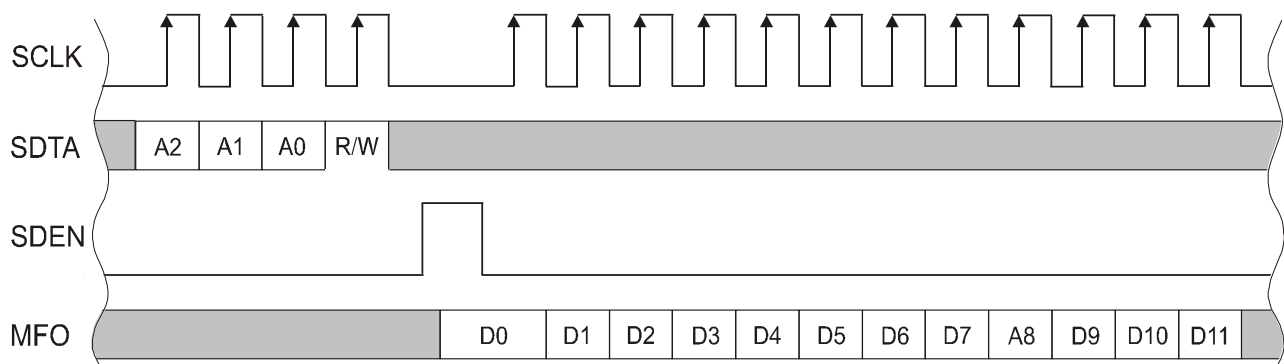 SCLK
SDTA A2 A1 A0 R/W
SDEN
MFO D0 D1 D2 D3 D4 D5 D6 D7 A8 D9 D10 D11